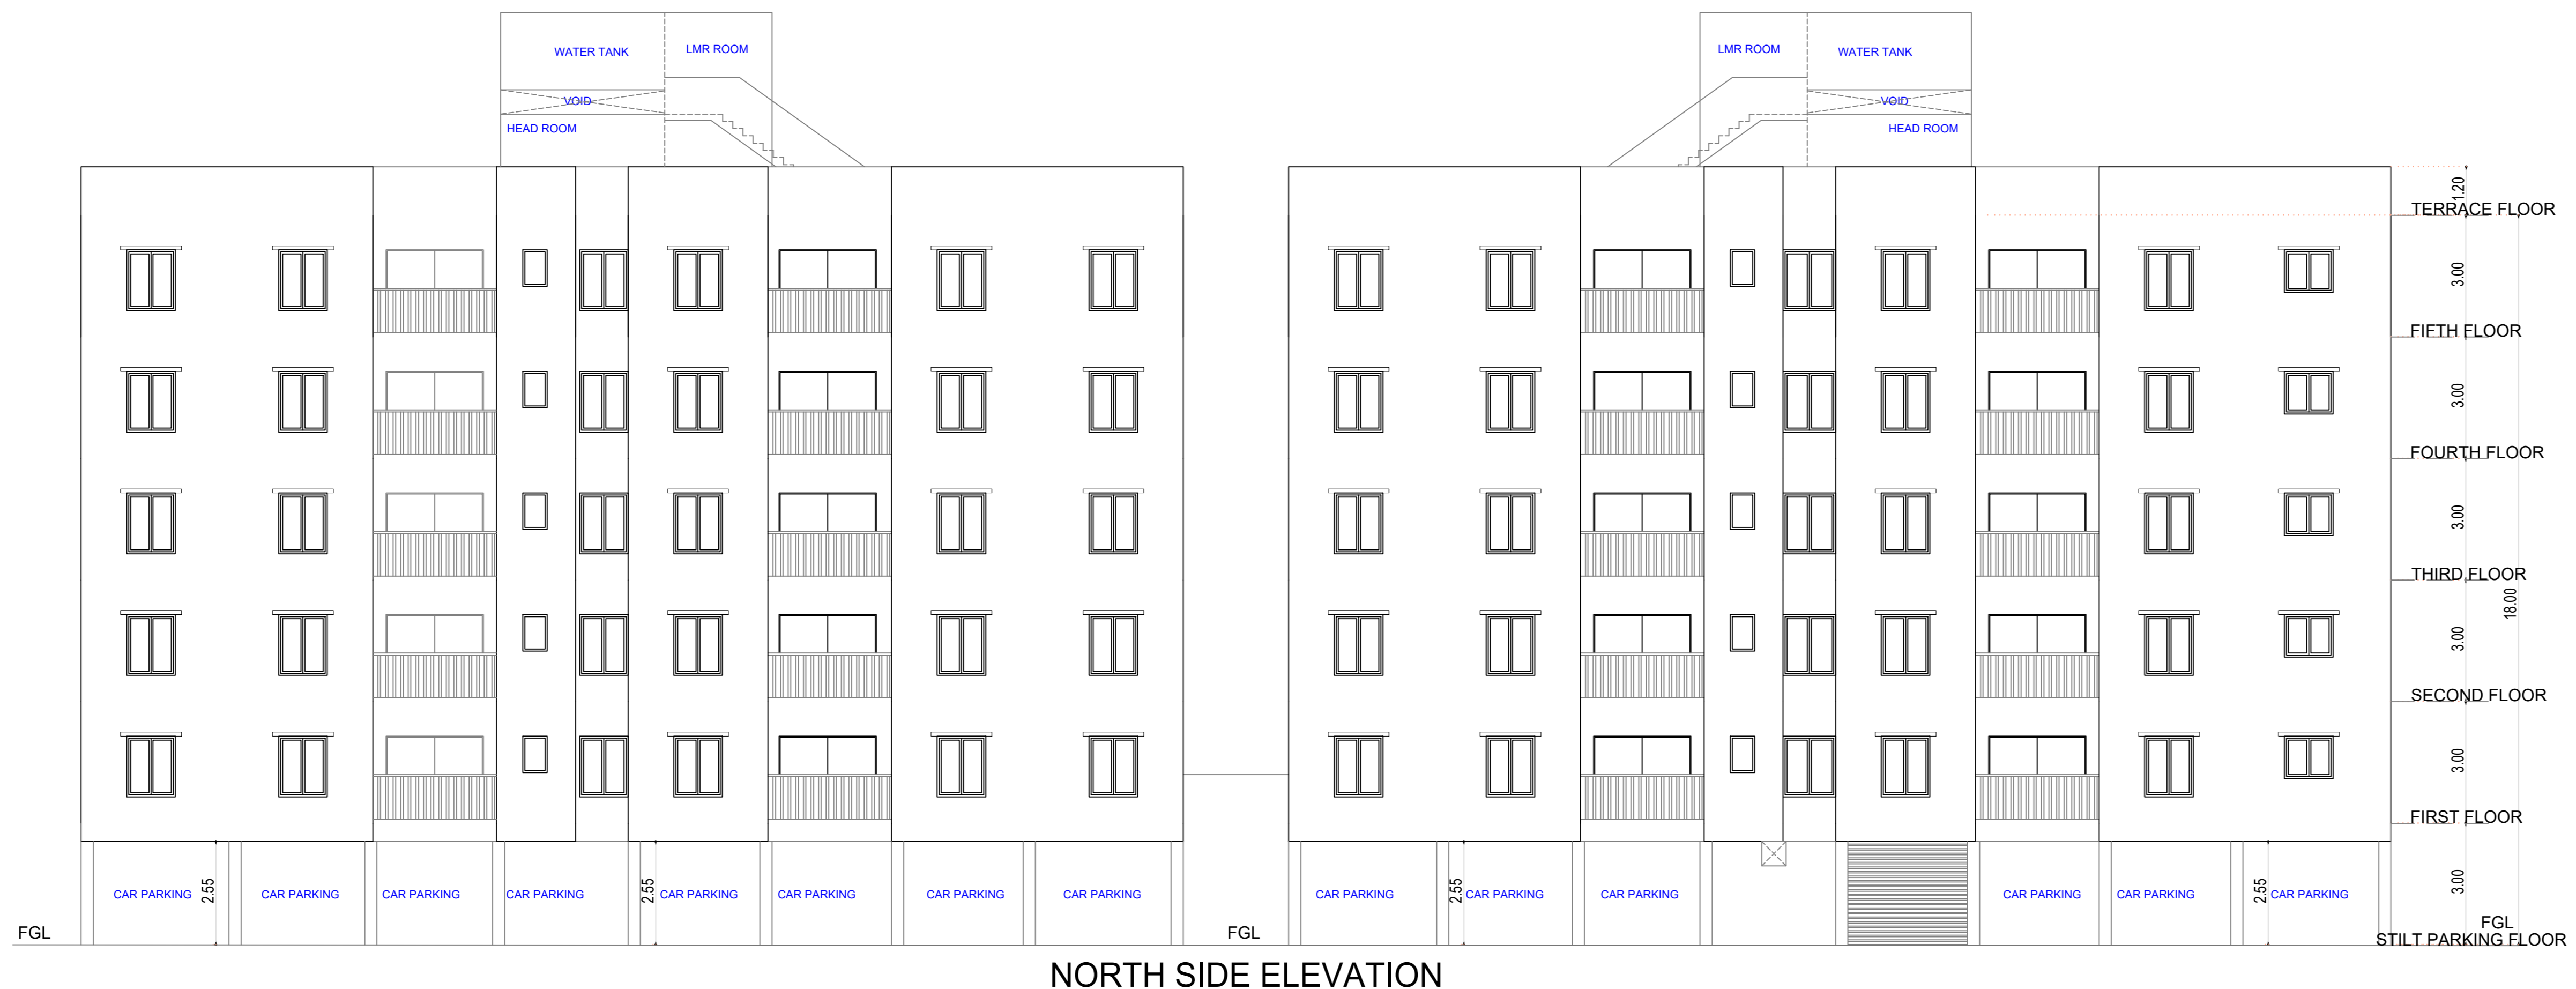 WATER TANK LMR ROOM LMR ROOM WATER TANK
VOID VOID
HEAD ROOM HEAD ROOM
1.20
TERRACE FLOOR
3.00
FIFTH FLOOR
3.00
FOURTH FLOOR
3.00
THIRD FLOOR
18.00
3.00
SECOND FLOOR
3.00
FIRST FLOOR
CAR PARKING 2.55 CAR PARKING CAR PARKING CAR PARKING 2.55 CAR PARKING CAR PARKING CAR PARKING CAR PARKING CAR PARKING 2.55 CAR PARKING CAR PARKING CAR PARKING CAR PARKING 2.55 CAR PARKING 3.00
FGL FGL FGL
STILT PARKING FLOOR
NORTH SIDE ELEVATION